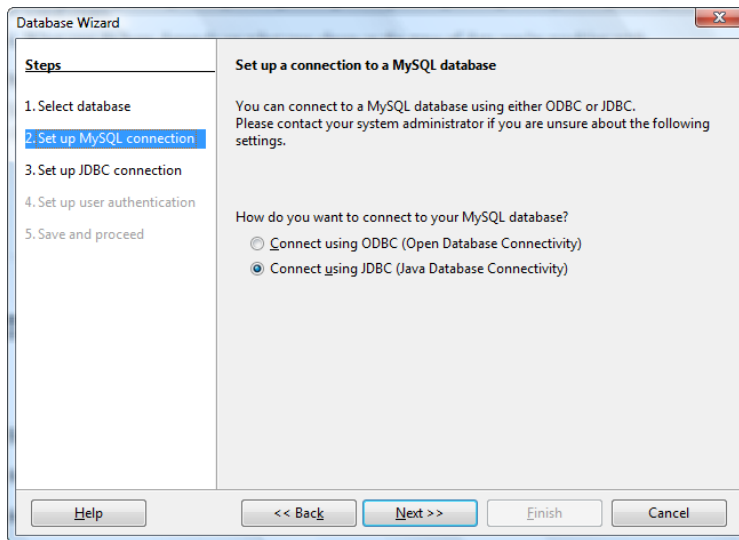 Database Wizard
Steps
1. Select database
2. Set up MySQL connection
3. Set up JDBC connection
4. Set up user authentication
5. Save and proceed
Set up a connection to a MySQL database
You can connect to a MySQL database using either ODBC or JDBC.
Please contact your system administrator if you are unsure about the following
settings.
How do you want to connect to your MySQL database?
Connect using ODBC (Open Database Connectivity)
Connect using JDBC (Java Database Connectivity)
Help
<< Back
Next >>
Finish
Cancel